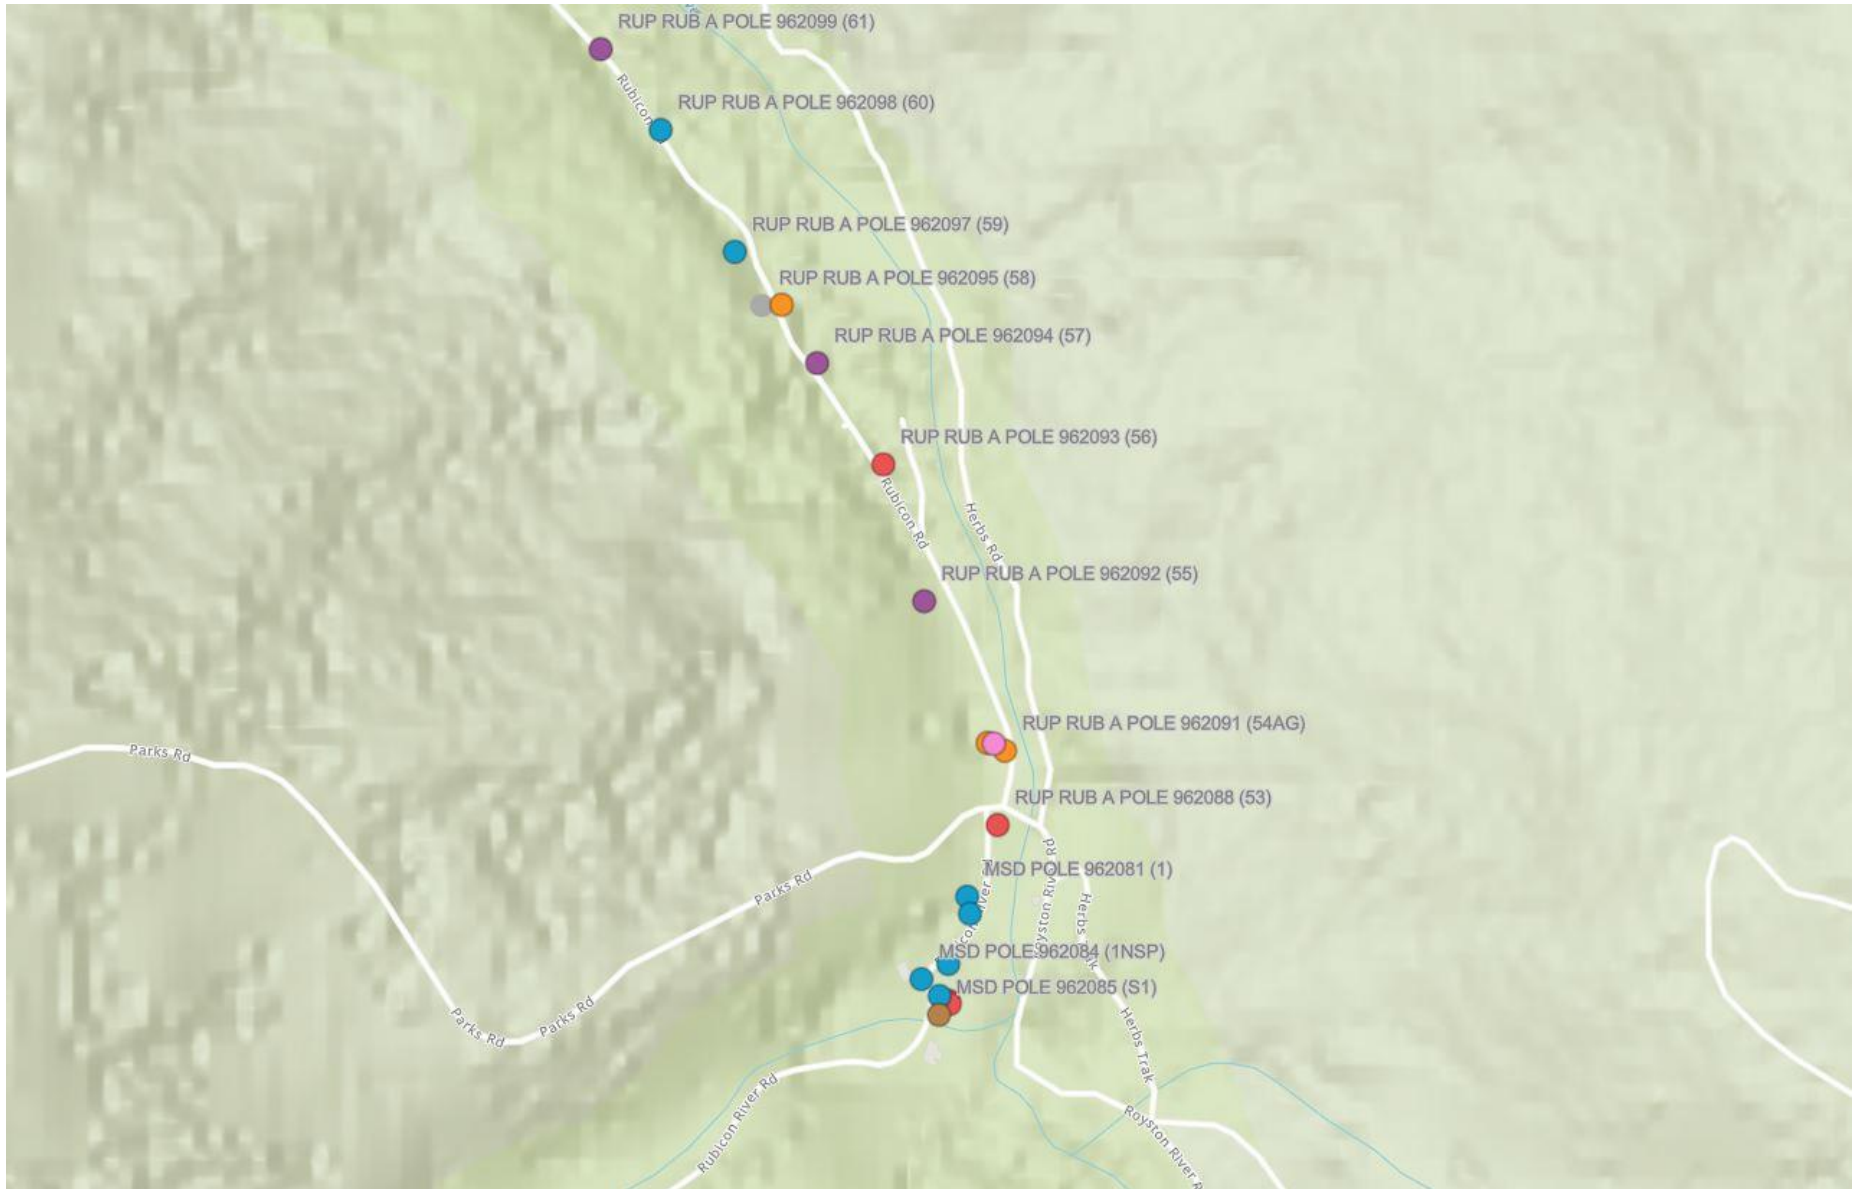 RUP RUB A POLE 962099 (61)
Rubicon
RUP RUB A POLE 962098 (60)
RUP RUB A POLE 962097 (59)
RUP RUB A POLE 962095 (58)
RUP RUB A POLE 962094 (57)
RUP RUB A POLE 962093 (56)
Rubicon Rd
Herbs Rd
RUP RUB A POLE 962092 (55)
RUP RUB A POLE 962091 (54AG)
Parks Rd
RUP RUB A POLE 962088 (53)
MSD POLE 962081 (1)
Parks Rd
Herbs
MSD POLE 962084 (1NSP)
MSD POLE 962085 (S1)
Parks Rd
Parks Rd
Herbs Trak
Rubicon River Rd
Royston River